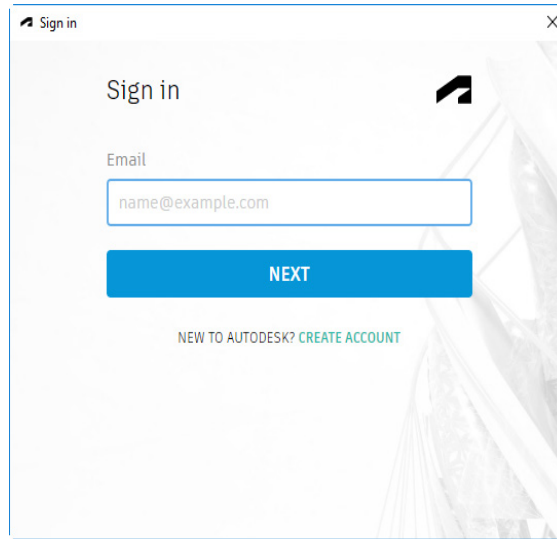 Sign in
Sign in
Email
name@example.com
NEXT
NEW TO AUTODESK? CREATE ACCOUNT